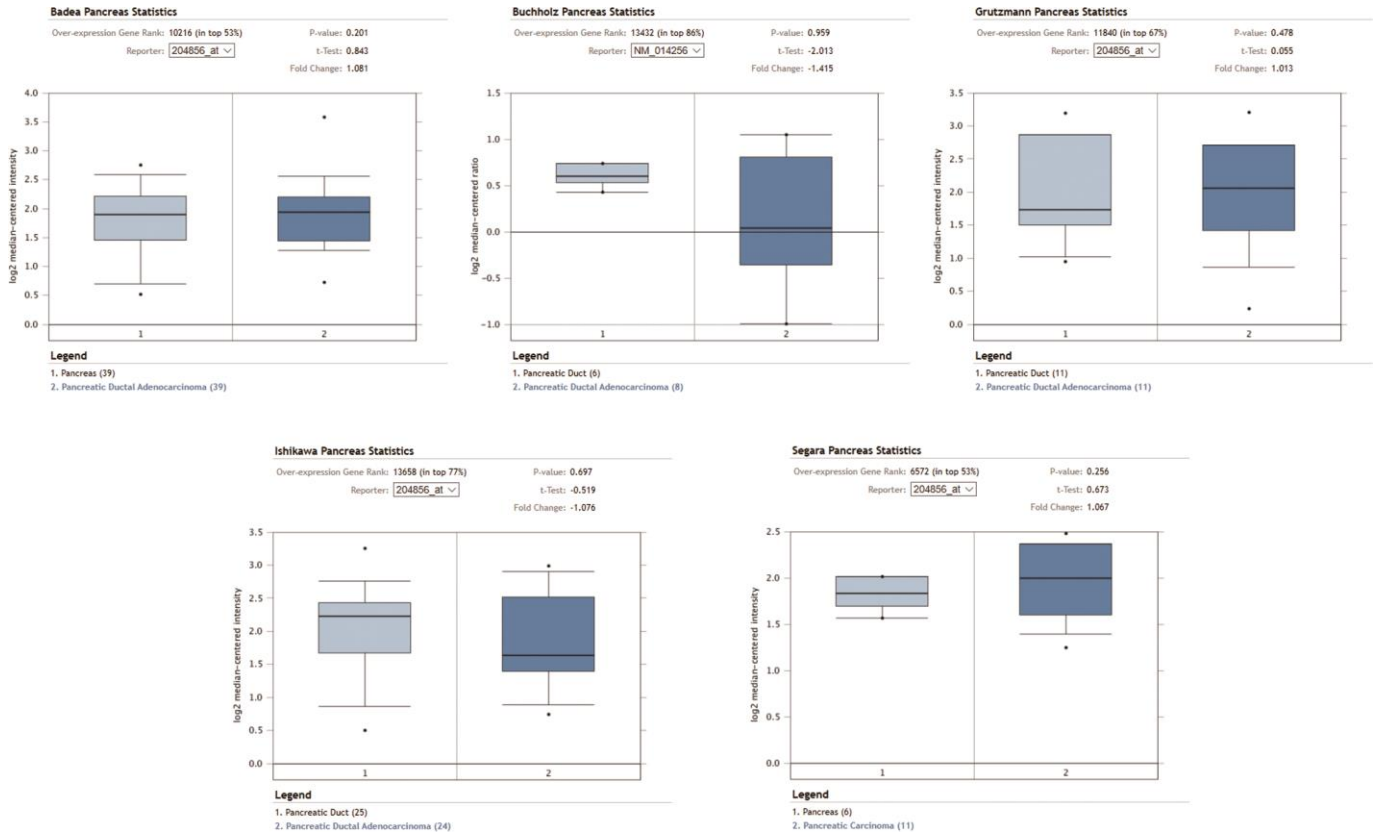 Badea Pancreas Statistics
Over-expression Gene Rank: 10216 (in top 53%) P-value: 0.201
Reporter: 204856_at t-Test: 0.843
Fold Change: 1.081
4.0
3.5
3.0
2.5
2.0
1.5
1.0
0.5
0.0
log2 median-centered intensity
1 2
Legend
1. Pancreas (39)
2. Pancreatic Ductal Adenocarcinoma (39)
Buchholz Pancreas Statistics
Over-expression Gene Rank: 13432 (in top 86%) P-value: 0.959
Reporter: NM_014256 t-Test: -2.013
Fold Change: -1.415
1.5
1.0
0.5
0.0
−0.5
−1.0
log2 median-centered ratio
1 2
Legend
1. Pancreatic Duct (6)
2. Pancreatic Ductal Adenocarcinoma (8)
Grutzmann Pancreas Statistics
Over-expression Gene Rank: 11840 (in top 67%) P-value: 0.478
Reporter: 204856_at t-Test: 0.055
Fold Change: 1.013
3.5
3.0
2.5
2.0
1.5
1.0
0.5
0.0
log2 median-centered intensity
1 2
Legend
1. Pancreatic Duct (11)
2. Pancreatic Ductal Adenocarcinoma (11)
Ishikawa Pancreas Statistics
Over-expression Gene Rank: 13658 (in top 77%) P-value: 0.697
Reporter: 204856_at t-Test: -0.519
Fold Change: -1.076
3.5
3.0
2.5
2.0
1.5
1.0
0.5
0.0
log2 median-centered intensity
1 2
Legend
1. Pancreatic Duct (25)
2. Pancreatic Ductal Adenocarcinoma (24)
Segara Pancreas Statistics
Over-expression Gene Rank: 6572 (in top 53%) P-value: 0.256
Reporter: 204856_at t-Test: 0.673
Fold Change: 1.067
2.5
2.0
1.5
1.0
0.5
0.0
log2 median-centered intensity
1 2
Legend
1. Pancreas (6)
2. Pancreatic Carcinoma (11)